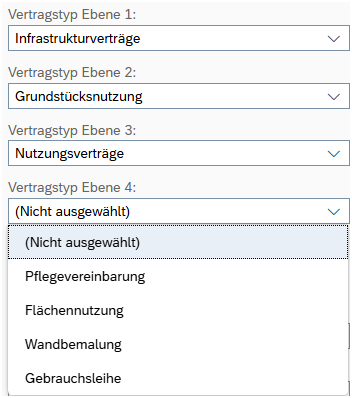 Vertragstyp Ebene 1:
Infrastrukturverträge
Vertragstyp Ebene 2:
Grundstücksnutzung
Vertragstyp Ebene 3:
Nutzungsverträge
Vertragstyp Ebene 4:
(Nicht ausgewählt)
(Nicht ausgewählt)
Pflegevereinbarung
Flächennutzung
Wandbemalung
Gebrauchsleihe